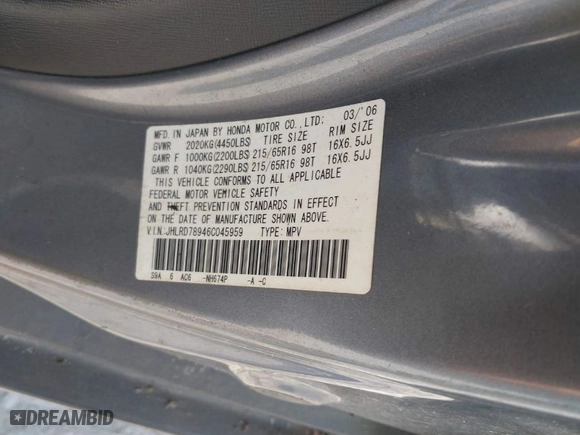 MFD. IN JAPAN BY HONDA MOTOR CO.,LTD: 03/'06
GVWR 2020KG(4450LBS) TIRE SIZE RIM SIZE
GAWR F 1000KG(2200LBS) 215/65R16 98T 16X6.5JJ
GAWR R 1040KG(2290LBS) 215/65R16 98T 16X6.5JJ
THIS VEHICLE CONFORMS TO ALL APPLICABLE
FEDERAL MOTOR VEHICLE SAFETY
AND THEFT PREVENTION STANDARDS IN EFFECT
ON THE DATE OF MANUFACTURE SHOWN ABOVE.
V.I.N.:JHLRD78946C045959 TYPE: MPV
S9A 6 AC6 -NH674P -A -C
DREAMBID